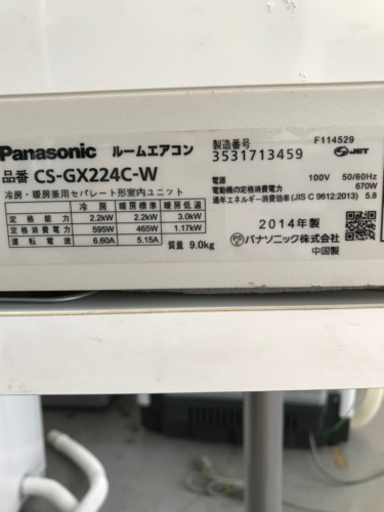 Panasonic ルームエアコン
品番 CS-GX224C-W
冷房・暖房兼用セパレート形室内ユニット
冷 房 暖房標準 暖房低温
定 格 能 力 2.2kW 2.2kW 3.0kW
定格消費電力 595W 465W 1.17kW
運 転 電 流 6.60A 5.15A
質量 9.0kg
F114529
製造番号
3531713459
JET
電源 100V 50/60Hz
電動機の定格消費電力 670W
通年エネルギー消費効率(JIS C 9612:2013) 5.8
2014年製
パナソニック株式会社
中国製